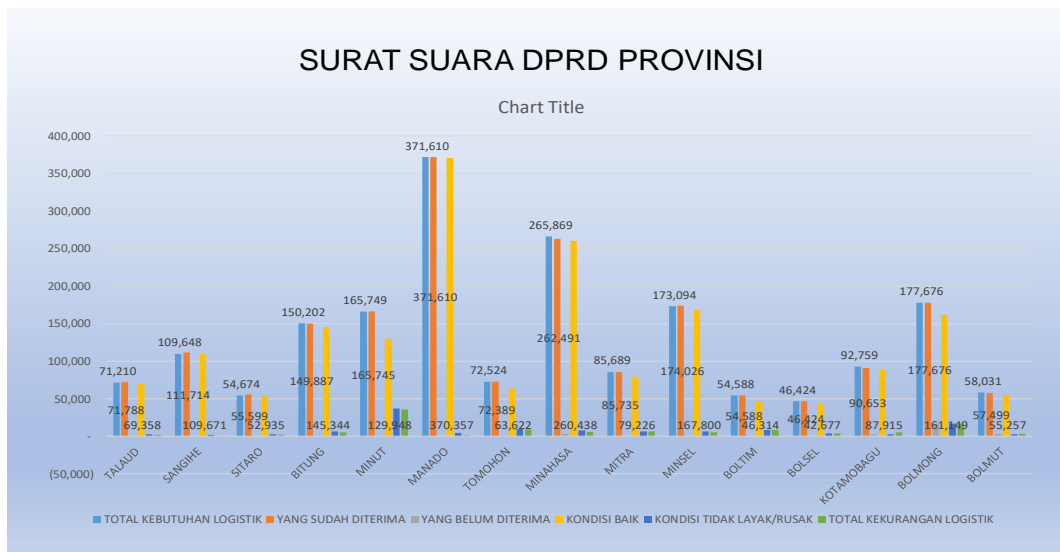 SURAT SUARA DPRD PROVINSI
Chart Title
400,000
350,000
300,000
250,000
200,000
150,000
100,000
50,000
-
(50,000)
71,210
71,788
69,358
109,648
111,714
109,671
54,674
55,599
52,935
150,202
149,887
145,344
165,749
165,745
129,948
371,610
371,610
370,357
72,524
72,389
63,622
265,869
262,491
260,438
85,689
85,735
79,226
173,094
174,026
167,800
54,588
54,588
46,314
46,424
46,424
42,677
92,759
90,653
87,915
177,676
177,676
161,149
58,031
57,499
55,257
TALAUD
SANGIHE
SITARO
BITUNG
MINUT
MANADO
TOMOHON
MINAHASA
MITRA
MINSEL
BOLTIM
BOLSEL
KOTAMOBAGU
BOLMONG
BOLMUT
TOTAL KEBUTUHAN LOGISTIK
YANG SUDAH DITERIMA
YANG BELUM DITERIMA
KONDISI BAIK
KONDISI TIDAK LAYAK/RUSAK
TOTAL KEKURANGAN LOGISTIK